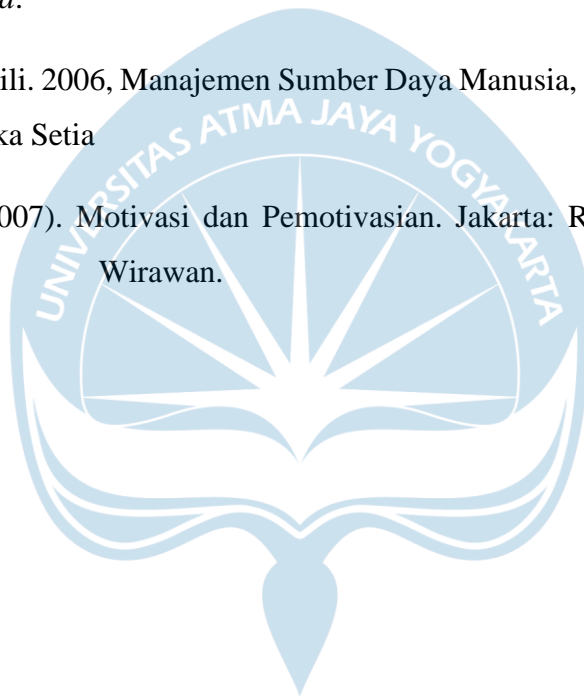 a.
ili. 2006, Manajemen Sumber Daya Manusia,
ka Setia
007). Motivasi dan Pemotivasian. Jakarta: R
Wirawan.
UNIVERSITAS ATMA JAYA YOGYAKARTA